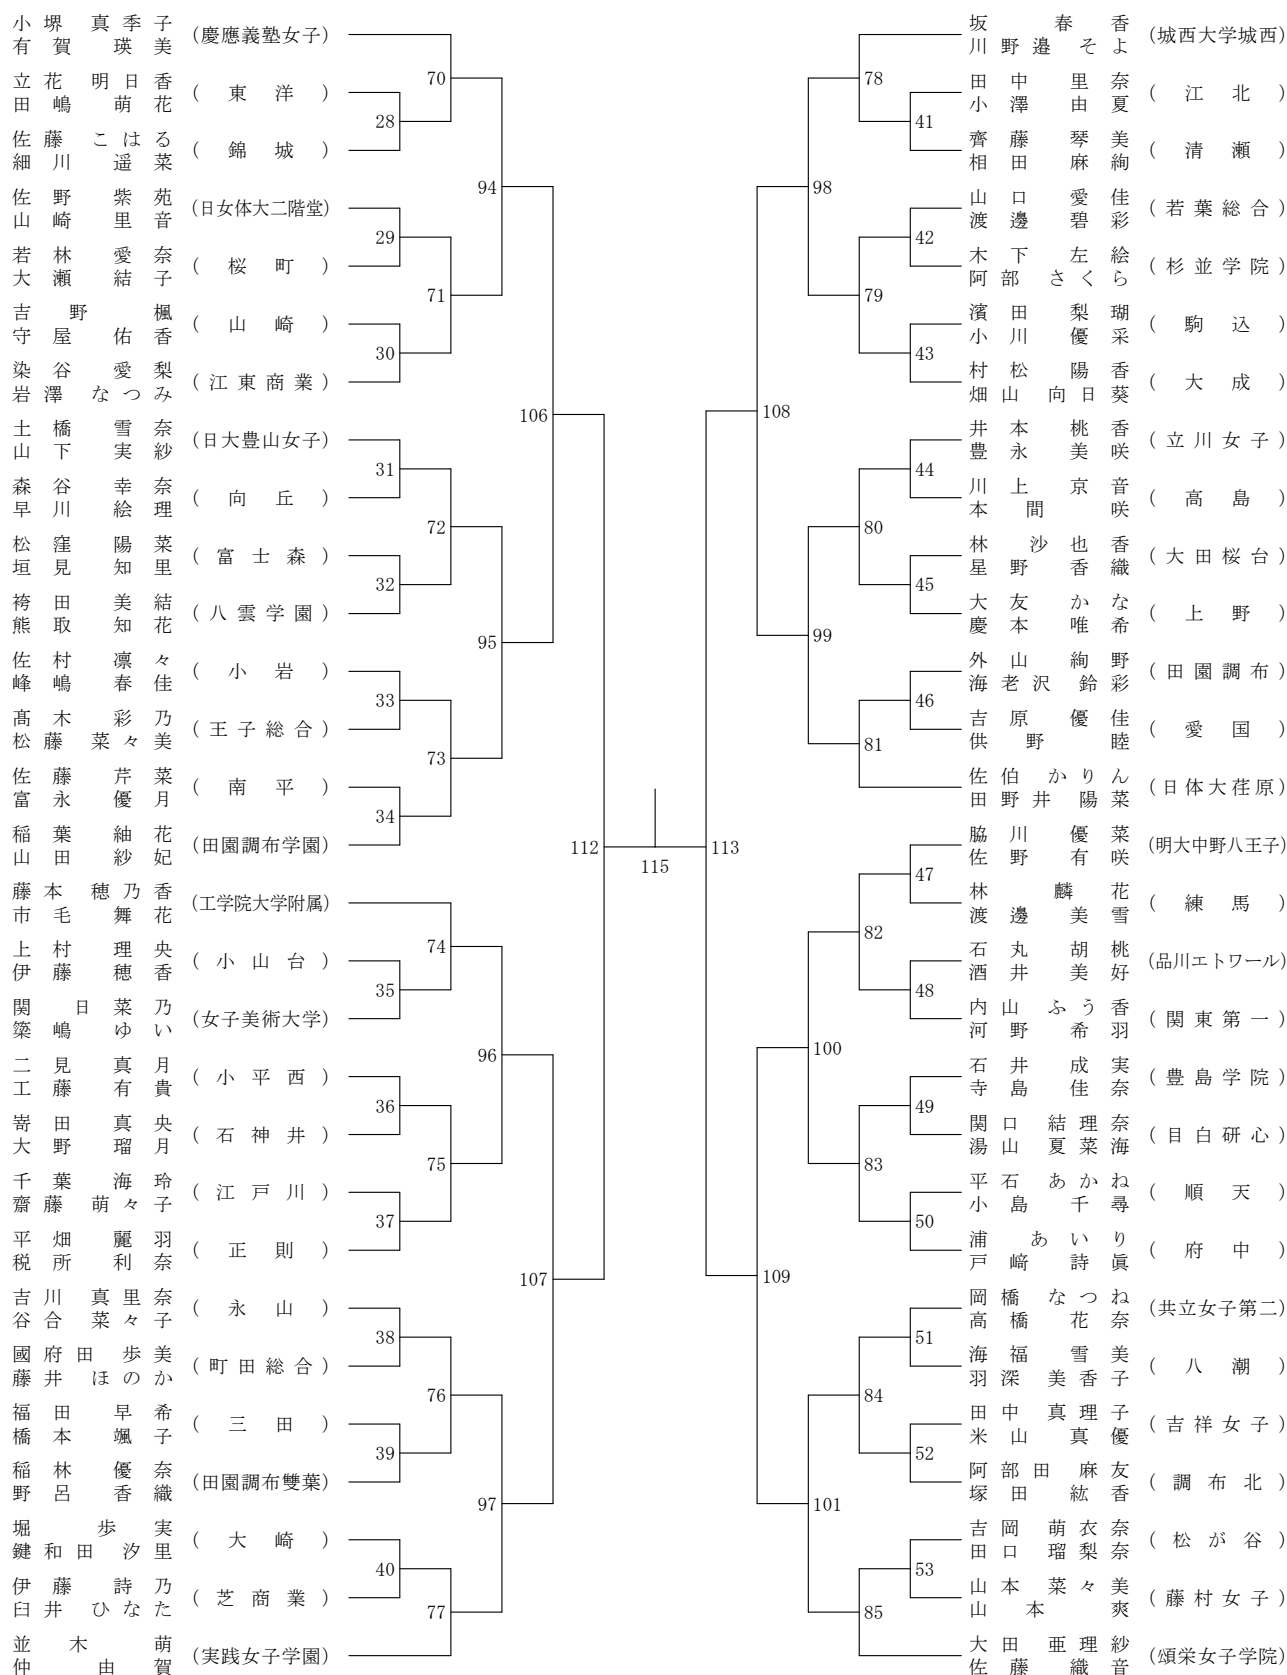 小堺 真季子
有賀 瑛美 (慶應義塾女子)
立花 明日香
田嶋 萌花 (東洋)
佐藤 こはる
細川 遥菜 (錦城)
佐野 紫苑
山崎 里音 (日女体大二階堂)
若林 愛奈
大瀬 結子 (桜町)
吉野 楓
守屋 佑香 (山崎)
染谷 愛梨
岩澤 なつみ (江東商業)
土橋 雪奈
山下 実紗 (日大豊山女子)
森谷 幸奈
早川 絵理 (向丘)
松窪 陽菜
垣見 知里 (富士森)
袴田 美結
熊取 知花 (八雲学園)
佐村 凛々
峰嶋 春佳 (小岩)
髙木 彩乃
松藤 菜々美 (王子総合)
佐藤 芹菜
富永 優月 (南平)
稲葉 紬花
山田 紗妃 (田園調布学園)
藤本 穂乃香
市毛 舞花 (工学院大学附属)
上村 理央
伊藤 穂香 (小山台)
関 日菜乃
築嶋 ゆい (女子美術大学)
二見 真月
工藤 有貴 (小平西)
嵜田 真央
大野 瑠月 (石神井)
千葉 海玲
齋藤 萌々子 (江戸川)
平畑 麗羽
税所 利奈 (正則)
吉川 真里奈
谷合 菜々子 (永山)
國府田 歩美
藤井 ほのか (町田総合)
福田 早希
橋本 颯子 (三田)
稲林 優奈
野呂 香織 (田園調布雙葉)
堀 歩実
鍵和田 汐里 (大崎)
伊藤 詩乃
臼井 ひなた (芝商業)
並木 萌
仲 由賀 (実践女子学園)
28
29
30
31
32
33
34
35
36
37
38
39
40
70
71
72
73
74
75
76
77
94
95
96
97
106
107
112
115
113
108
109
98
99
100
101
78
79
80
81
82
83
84
85
41
42
43
44
45
46
47
48
49
50
51
52
53
坂 春香
川野邉 そよ (城西大学城西)
田中 里奈
小澤 由夏 (江北)
齊藤 琴美
相田 麻絢 (清瀬)
山口 愛佳
渡邊 碧彩 (若葉総合)
木下 左絵
阿部 さくら (杉並学院)
濱田 梨瑚
小川 優采 (駒込)
村松 陽香
畑山 向日葵 (大成)
井本 桃香
豊永 美咲 (立川女子)
川上 京音
本間 咲 (高島)
林 沙也香
星野 香織 (大田桜台)
大友 かな
慶本 唯希 (上野)
外山 絢野
海老沢 鈴彩 (田園調布)
吉原 優佳
供野 睦 (愛国)
佐伯 かりん
田野井 陽菜 (日体大荏原)
脇川 優菜
佐野 有咲 (明大中野八王子)
林 麟花
渡邊 美雪 (練馬)
石丸 胡桃
酒井 美好 (品川エトワール)
内山 ふう香
河野 希羽 (関東第一)
石井 成実
寺島 佳奈 (豊島学院)
関口 結理奈
湯山 夏菜海 (目白研心)
平石 あかね
小島 千尋 (順天)
浦 あいり
戸﨑 詩眞 (府中)
岡橋 なつね
高橋 花奈 (共立女子第二)
海福 雪美
羽深 美香子 (八潮)
田中 真理子
米山 真優 (吉祥女子)
阿部田 麻友
塚田 紘香 (調布北)
吉岡 萌衣奈
田口 瑠梨奈 (松が谷)
山本 菜々美
山本 爽 (藤村女子)
大田 亜理紗
佐藤 織音 (頌栄女子学院)